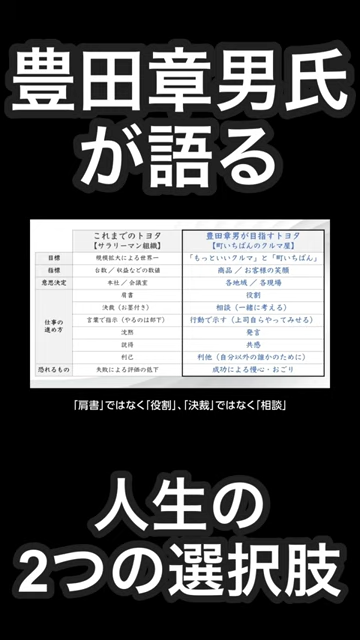 豊田章男氏
が語る
これまでのトヨタ
【サラリーマン組織】
豊田章男が目指すトヨタ
【町いちばんのクルマ屋】
目標 規模拡大による世界一 「もっといいクルマ」と「町いちばん」
指標 台数／収益などの数値 商品／お客様の笑顔
意思決定 本社／会議室 各地域／各現場
仕事の進め方 肩書 役割
決裁（お墨付き） 相談（一緒に考える）
言葉で指示（やるのは部下） 行動で示す（上司自らやってみせる）
沈黙 発言
説得 共感
利己 利他（自分以外の誰かのために）
恐れるもの 失敗による評価の低下 成功による慢心・おごり
「肩書」ではなく「役割」、「決裁」ではなく「相談」
人生の
2つの選択肢